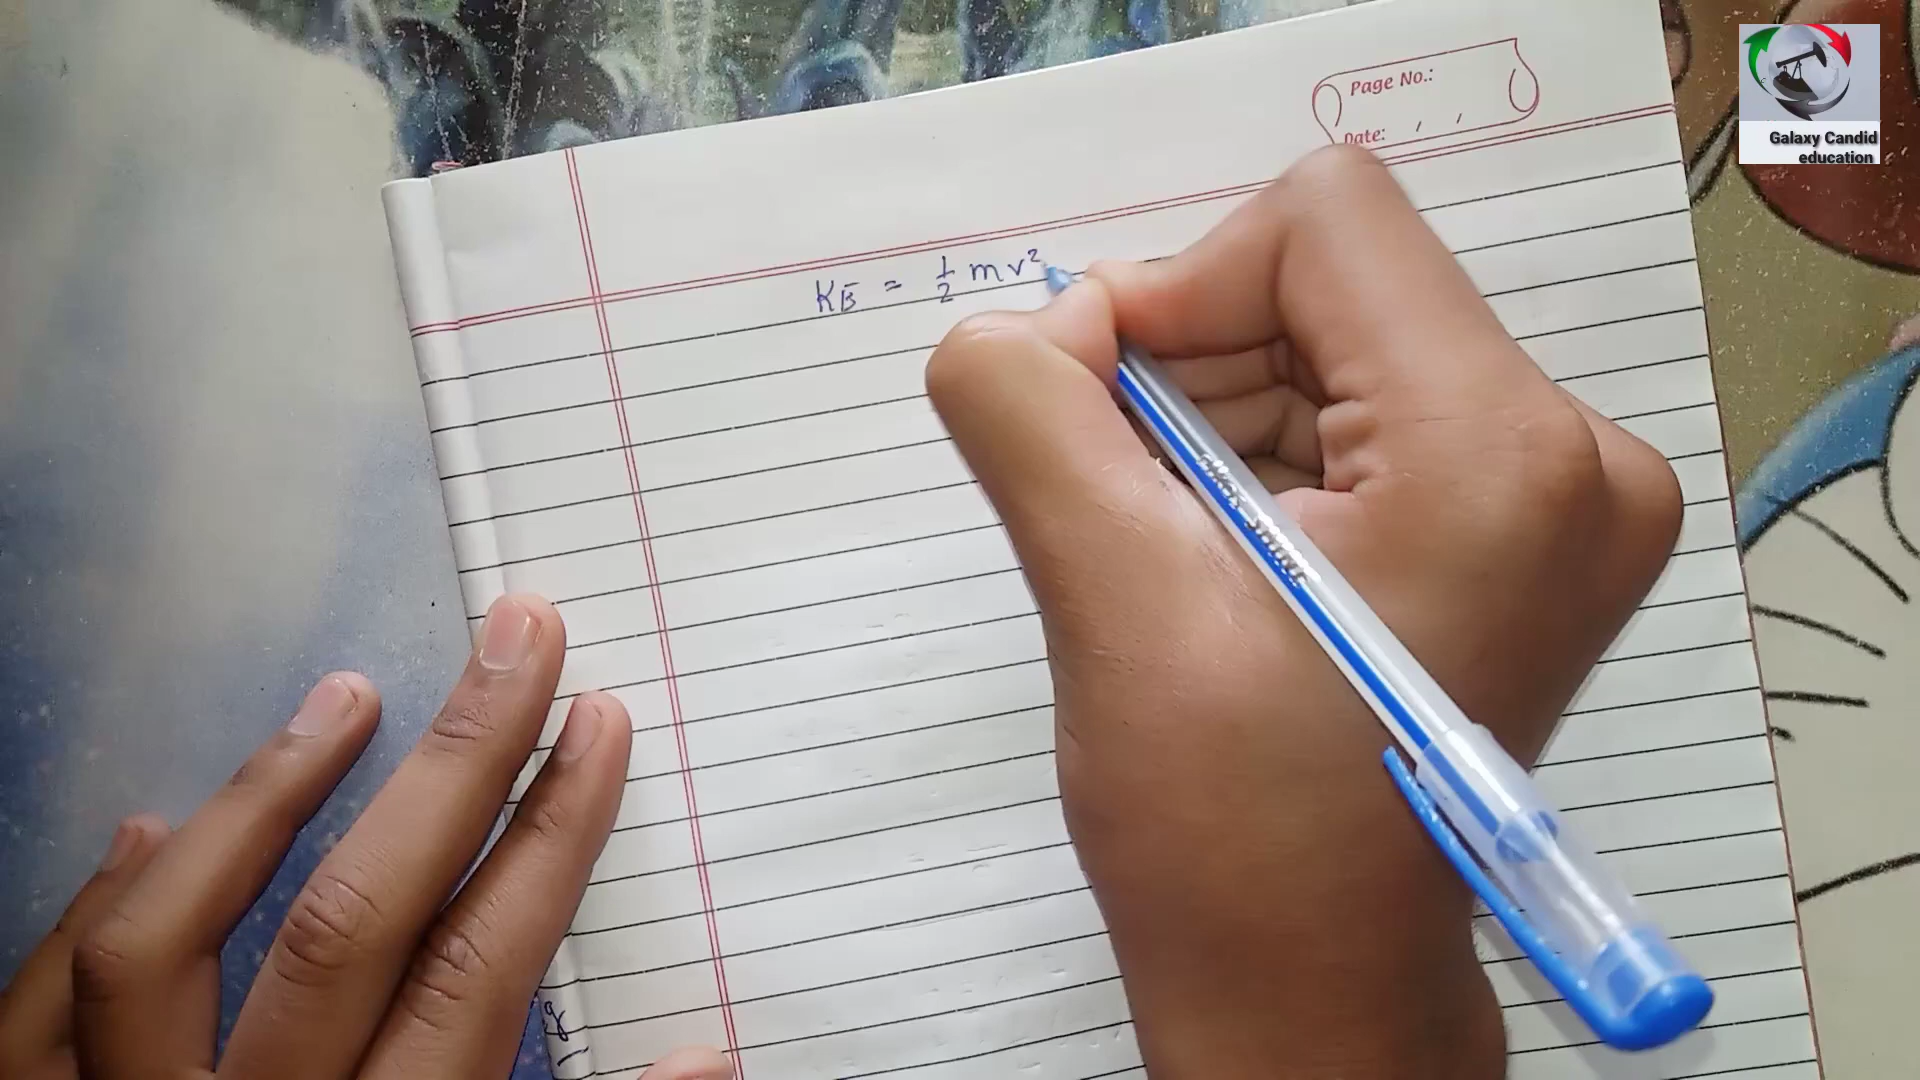 Page No.:
Date: / /
Galaxy Candid
education
KE = 1/2 mv²